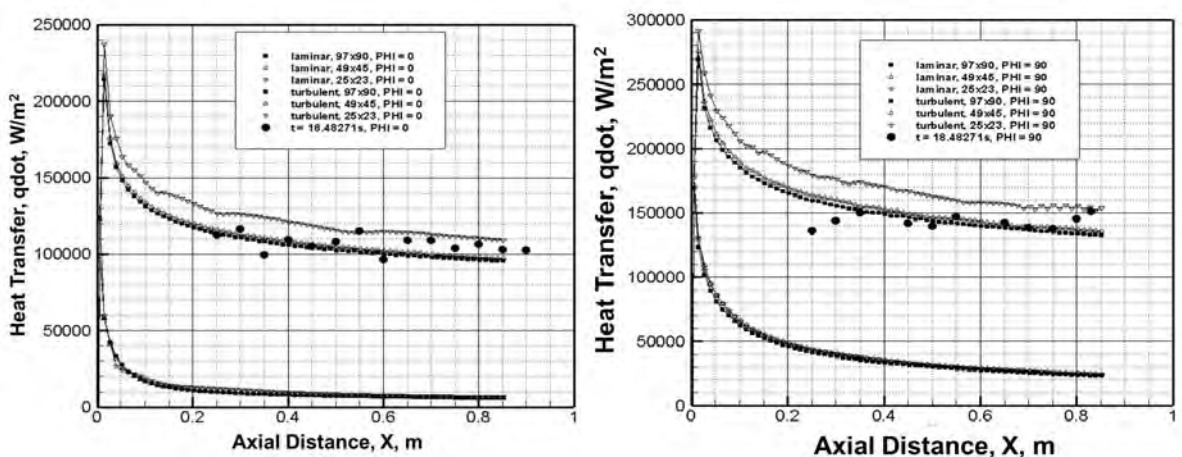 250000
200000
150000
100000
50000
0
Heat Transfer, qdot, W/m²
laminar, 97x90, PHI = 0
laminar, 49x45, PHI = 0
laminar, 25x23, PHI = 0
turbulent, 97x90, PHI = 0
turbulent, 49x45, PHI = 0
turbulent, 25x23, PHI = 0
t = 18.48271s, PHI = 0
0 0.2 0.4 0.6 0.8 1
Axial Distance, X, m
300000
250000
200000
150000
100000
50000
0
Heat Transfer, qdot, W/m²
laminar, 97x90, PHI = 90
laminar, 49x45, PHI = 90
laminar, 25x23, PHI = 90
turbulent, 97x90, PHI = 90
turbulent, 49x45, PHI = 90
turbulent, 25x23, PHI = 90
t = 18.48271s, PHI = 90
0 0.2 0.4 0.6 0.8 1
Axial Distance, X, m